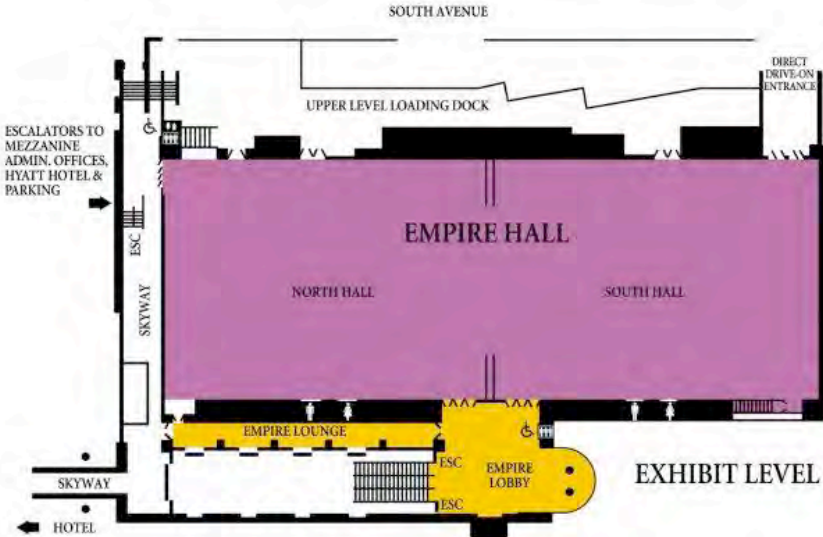 SOUTH AVENUE
DIRECT
DRIVE-ON
ENTRANCE
UPPER LEVEL LOADING DOCK
ESCALATORS TO
MEZZANINE
ADMIN. OFFICES,
HYATT HOTEL &
PARKING
ESC
SKYWAY
EMPIRE HALL
NORTH HALL
SOUTH HALL
EMPIRE LOUNGE
ESC
EMPIRE
LOBBY
ESC
EXHIBIT LEVEL
SKYWAY
HOTEL